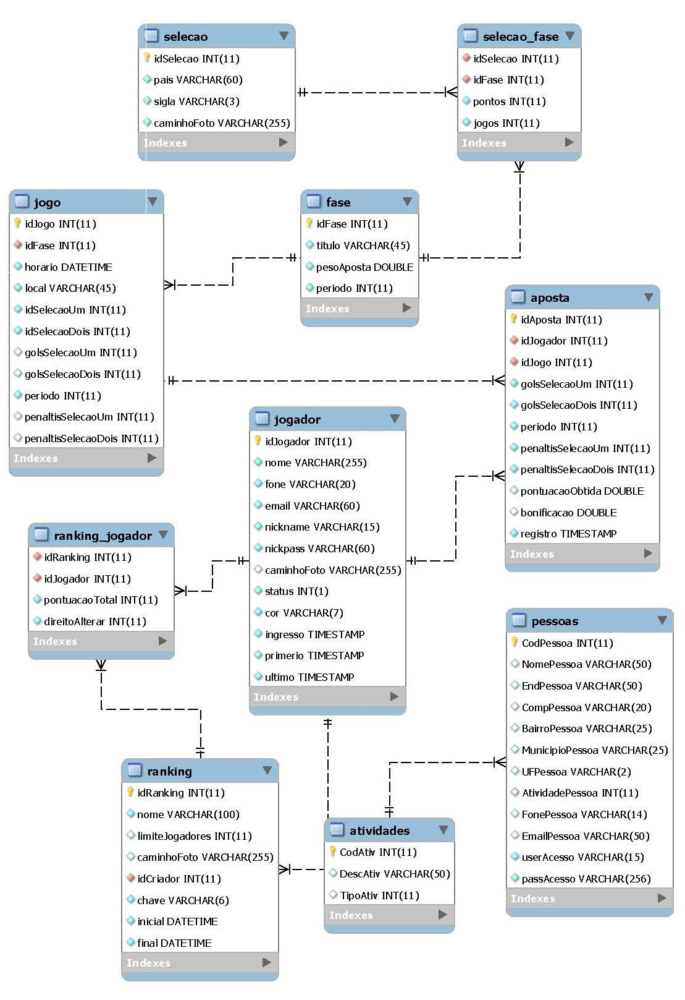 selecao
idSelecao INT(11)
pais VARCHAR(60)
sigla VARCHAR(3)
caminhoFoto VARCHAR(255)
Indexes
selecao_fase
idSelecao INT(11)
idFase INT(11)
pontos INT(11)
jogos INT(11)
Indexes
jogo
idJogo INT(11)
idFase INT(11)
horario DATETIME
local VARCHAR(45)
idSelecaoUm INT(11)
idSelecaoDois INT(11)
golsSelecaoUm INT(11)
golsSelecaoDois INT(11)
periodo INT(11)
penaltisSelecaoUm INT(11)
penaltisSelecaoDois INT(11)
Indexes
fase
idFase INT(11)
titulo VARCHAR(45)
pesoAposta DOUBLE
periodo INT(11)
Indexes
aposta
idAposta INT(11)
idJogador INT(11)
idJogo INT(11)
golsSelecaoUm INT(11)
golsSelecaoDois INT(11)
periodo INT(11)
penaltisSelecaoUm INT(11)
penaltisSelecaoDois INT(11)
pontuacaoObtida DOUBLE
bonificacao DOUBLE
registro TIMESTAMP
Indexes
jogador
idJogador INT(11)
nome VARCHAR(255)
fone VARCHAR(20)
email VARCHAR(60)
nickname VARCHAR(15)
nickpass VARCHAR(60)
caminhoFoto VARCHAR(255)
status INT(1)
cor VARCHAR(7)
ingresso TIMESTAMP
primerio TIMESTAMP
ultimo TIMESTAMP
Indexes
ranking_jogador
idRanking INT(11)
idJogador INT(11)
pontuacaoTotal INT(11)
direitoAlterar INT(11)
Indexes
pessoas
CodPessoa INT(11)
NomePessoa VARCHAR(50)
EndPessoa VARCHAR(50)
CompPessoa VARCHAR(20)
BairroPessoa VARCHAR(25)
MunicipioPessoa VARCHAR(25)
UFPessoa VARCHAR(2)
AtividadePessoa INT(11)
FonePessoa VARCHAR(14)
EmailPessoa VARCHAR(50)
userAcesso VARCHAR(15)
passAcesso VARCHAR(256)
Indexes
ranking
idRanking INT(11)
nome VARCHAR(100)
limiteJogadores INT(11)
caminhoFoto VARCHAR(255)
idCriador INT(11)
chave VARCHAR(6)
inicial DATETIME
final DATETIME
Indexes
atividades
CodAtiv INT(11)
DescAtiv VARCHAR(50)
TipoAtiv INT(11)
Indexes